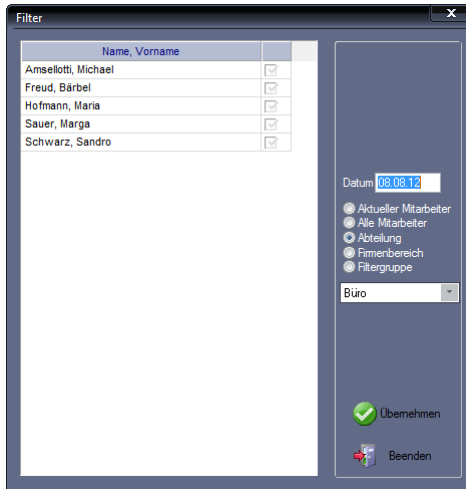 Filter
Name, Vorname
Amsellotti, Michael
Freud, Bärbel
Hofmann, Maria
Sauer, Marga
Schwarz, Sandro
Datum 08.08.12
Aktueller Mitarbeiter
Alle Mitarbeiter
Abteilung
Firmenbereich
Filtergruppe
Büro
Übernehmen
Beenden